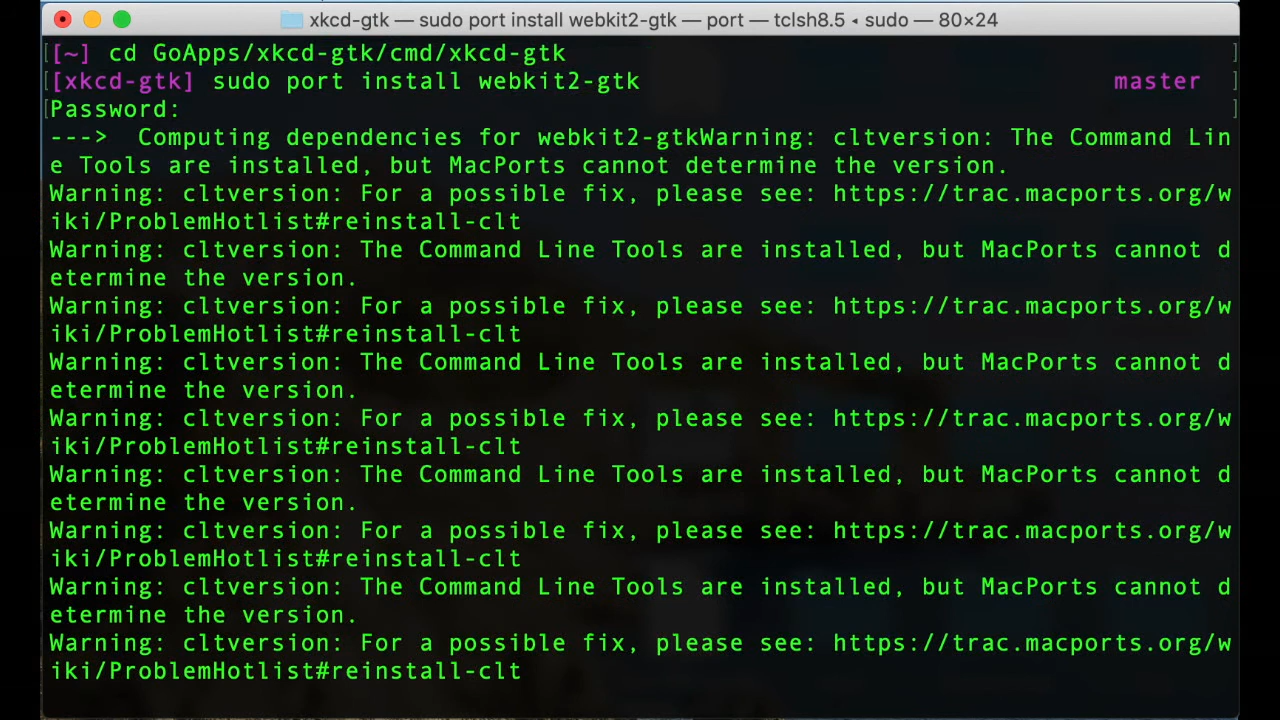 xkcd-gtk — sudo port install webkit2-gtk — port — tclsh8.5 ◂ sudo — 80×24
[[~] cd GoApps/xkcd-gtk/cmd/xkcd-gtk ]
[[xkcd-gtk] sudo port install webkit2-gtk master ]
[Password: ]
---> Computing dependencies for webkit2-gtkWarning: cltversion: The Command Lin
e Tools are installed, but MacPorts cannot determine the version.
Warning: cltversion: For a possible fix, please see: https://trac.macports.org/w
iki/ProblemHotlist#reinstall-clt
Warning: cltversion: The Command Line Tools are installed, but MacPorts cannot d
etermine the version.
Warning: cltversion: For a possible fix, please see: https://trac.macports.org/w
iki/ProblemHotlist#reinstall-clt
Warning: cltversion: The Command Line Tools are installed, but MacPorts cannot d
etermine the version.
Warning: cltversion: For a possible fix, please see: https://trac.macports.org/w
iki/ProblemHotlist#reinstall-clt
Warning: cltversion: The Command Line Tools are installed, but MacPorts cannot d
etermine the version.
Warning: cltversion: For a possible fix, please see: https://trac.macports.org/w
iki/ProblemHotlist#reinstall-clt
Warning: cltversion: The Command Line Tools are installed, but MacPorts cannot d
etermine the version.
Warning: cltversion: For a possible fix, please see: https://trac.macports.org/w
iki/ProblemHotlist#reinstall-clt